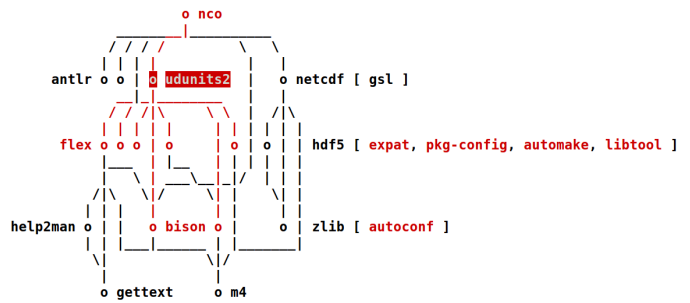 o nco
antlr o o o udunits2 o netcdf [ gsl ]
flex o o o o o o hdf5 [ expat, pkg-config, automake, libtool ]
help2man o o bison o o zlib [ autoconf ]
o gettext o m4